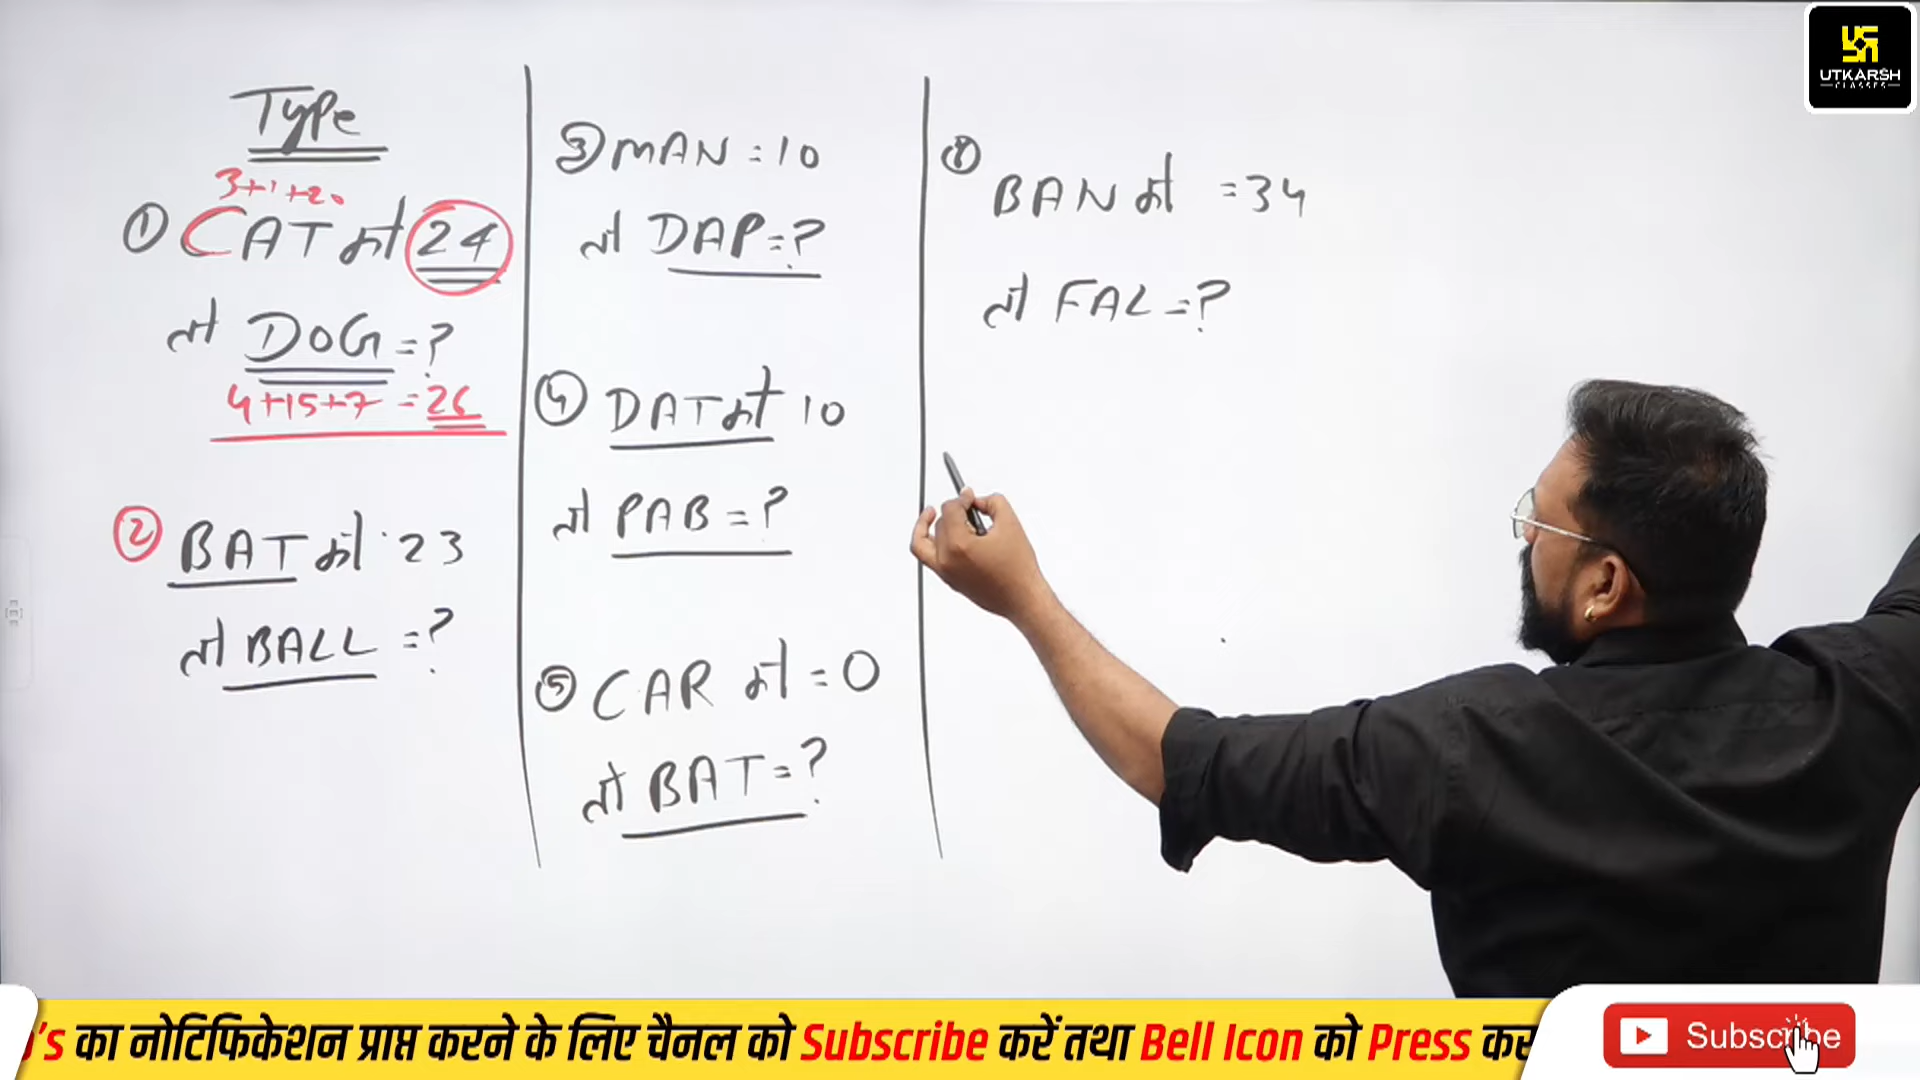 Type
3+1+20
① CAT को 24
तो DOG = ?
4+15+7 = 26
② BAT को 23
तो BALL = ?
③ MAN = 10
तो DAP = ?
④ DAT को 10
तो PAB = ?
⑤ CAR को = 0
तो BAT = ?
BAN को = 34
तो FAL = ?
UTKARSH
CLASSES
's का नोटिफिकेशन प्राप्त करने के लिए चैनल को Subscribe करें तथा Bell Icon को Press कर
Subscribe